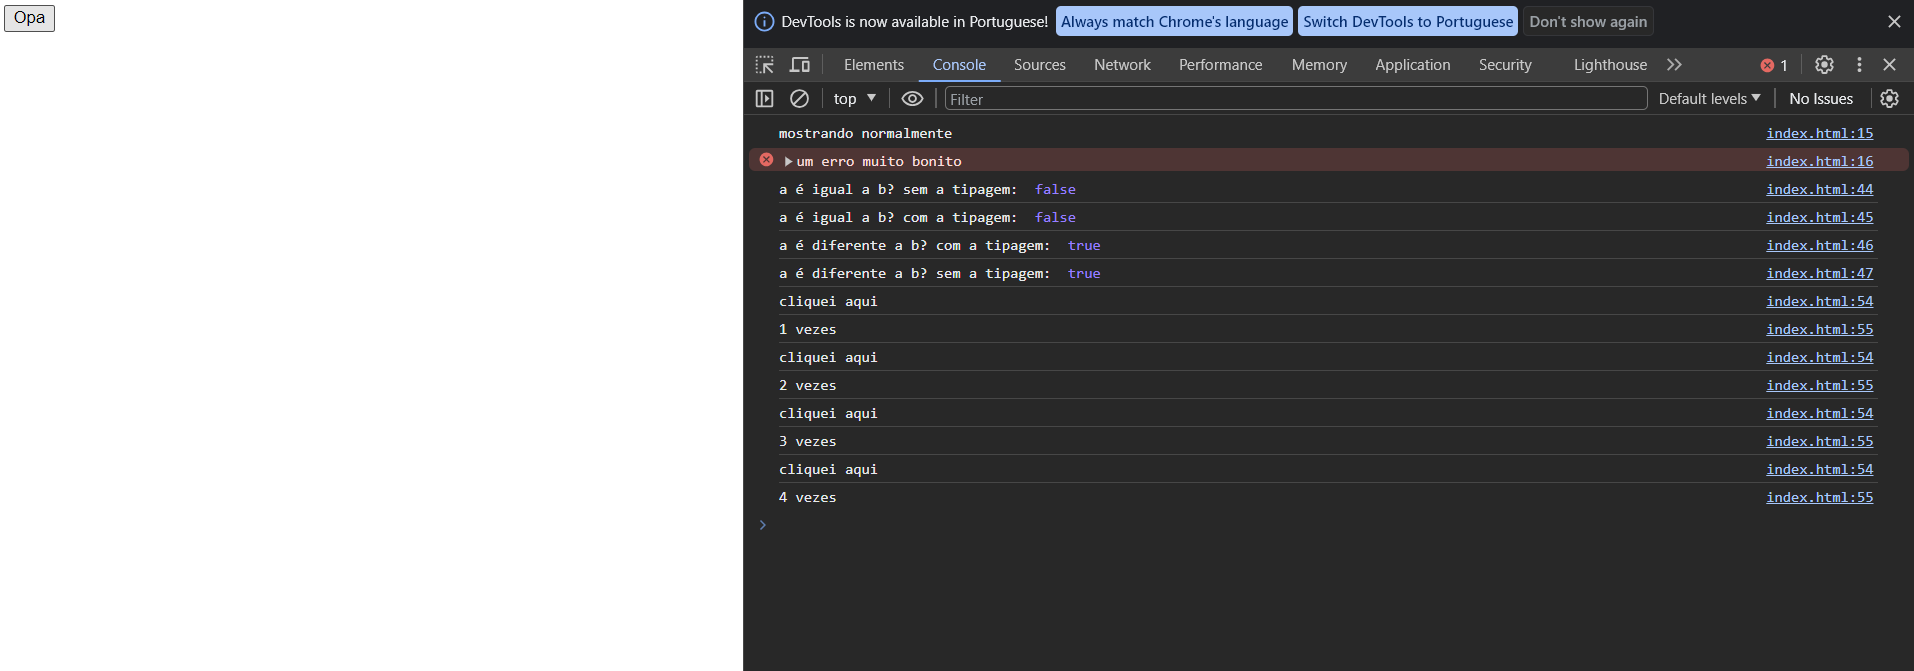 Opa
DevTools is now available in Portuguese! Always match Chrome's language Switch DevTools to Portuguese Don't show again
Elements Console Sources Network Performance Memory Application Security Lighthouse 1
top Filter Default levels No Issues
mostrando normalmente index.html:15
um erro muito bonito index.html:16
a é igual a b? sem a tipagem: false index.html:44
a é igual a b? com a tipagem: false index.html:45
a é diferente a b? com a tipagem: true index.html:46
a é diferente a b? sem a tipagem: true index.html:47
cliquei aqui index.html:54
1 vezes index.html:55
cliquei aqui index.html:54
2 vezes index.html:55
cliquei aqui index.html:54
3 vezes index.html:55
cliquei aqui index.html:54
4 vezes index.html:55